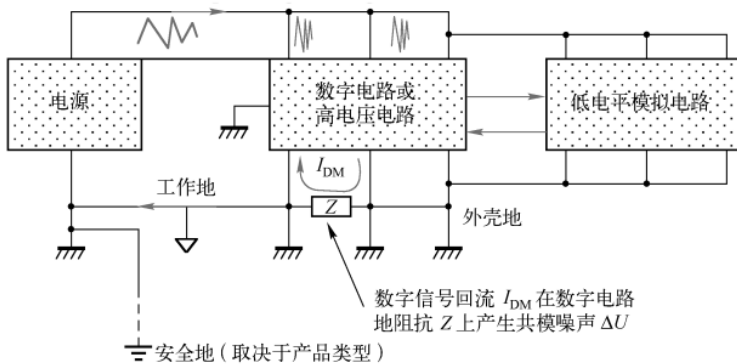 电源
数字电路或
高电压电路
低电平模拟电路
I_DM
工作地
Z
外壳地
数字信号回流 I_DM 在数字电路
地阻抗 Z 上产生共模噪声 ΔU
安全地（取决于产品类型）